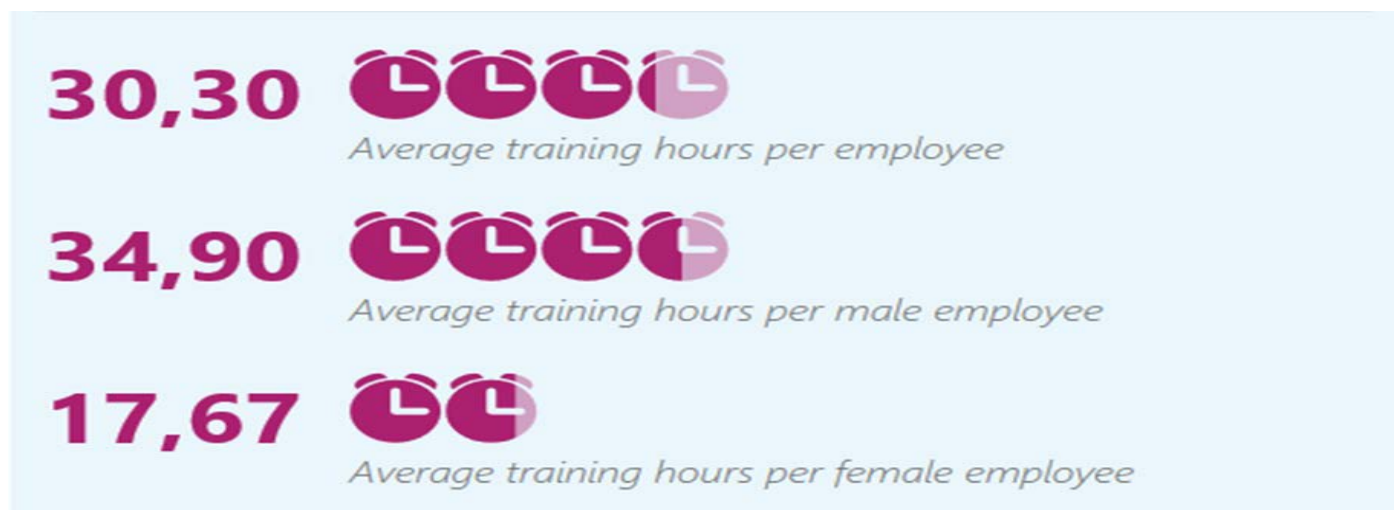 30,30
Average training hours per employee
34,90
Average training hours per male employee
17,67
Average training hours per female employee